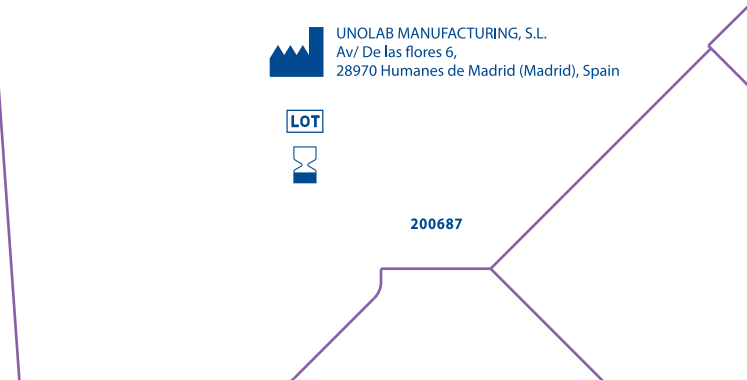 UNOLAB MANUFACTURING, S.L.
Av/ De las flores 6,
28970 Humanes de Madrid (Madrid), Spain
LOT
200687